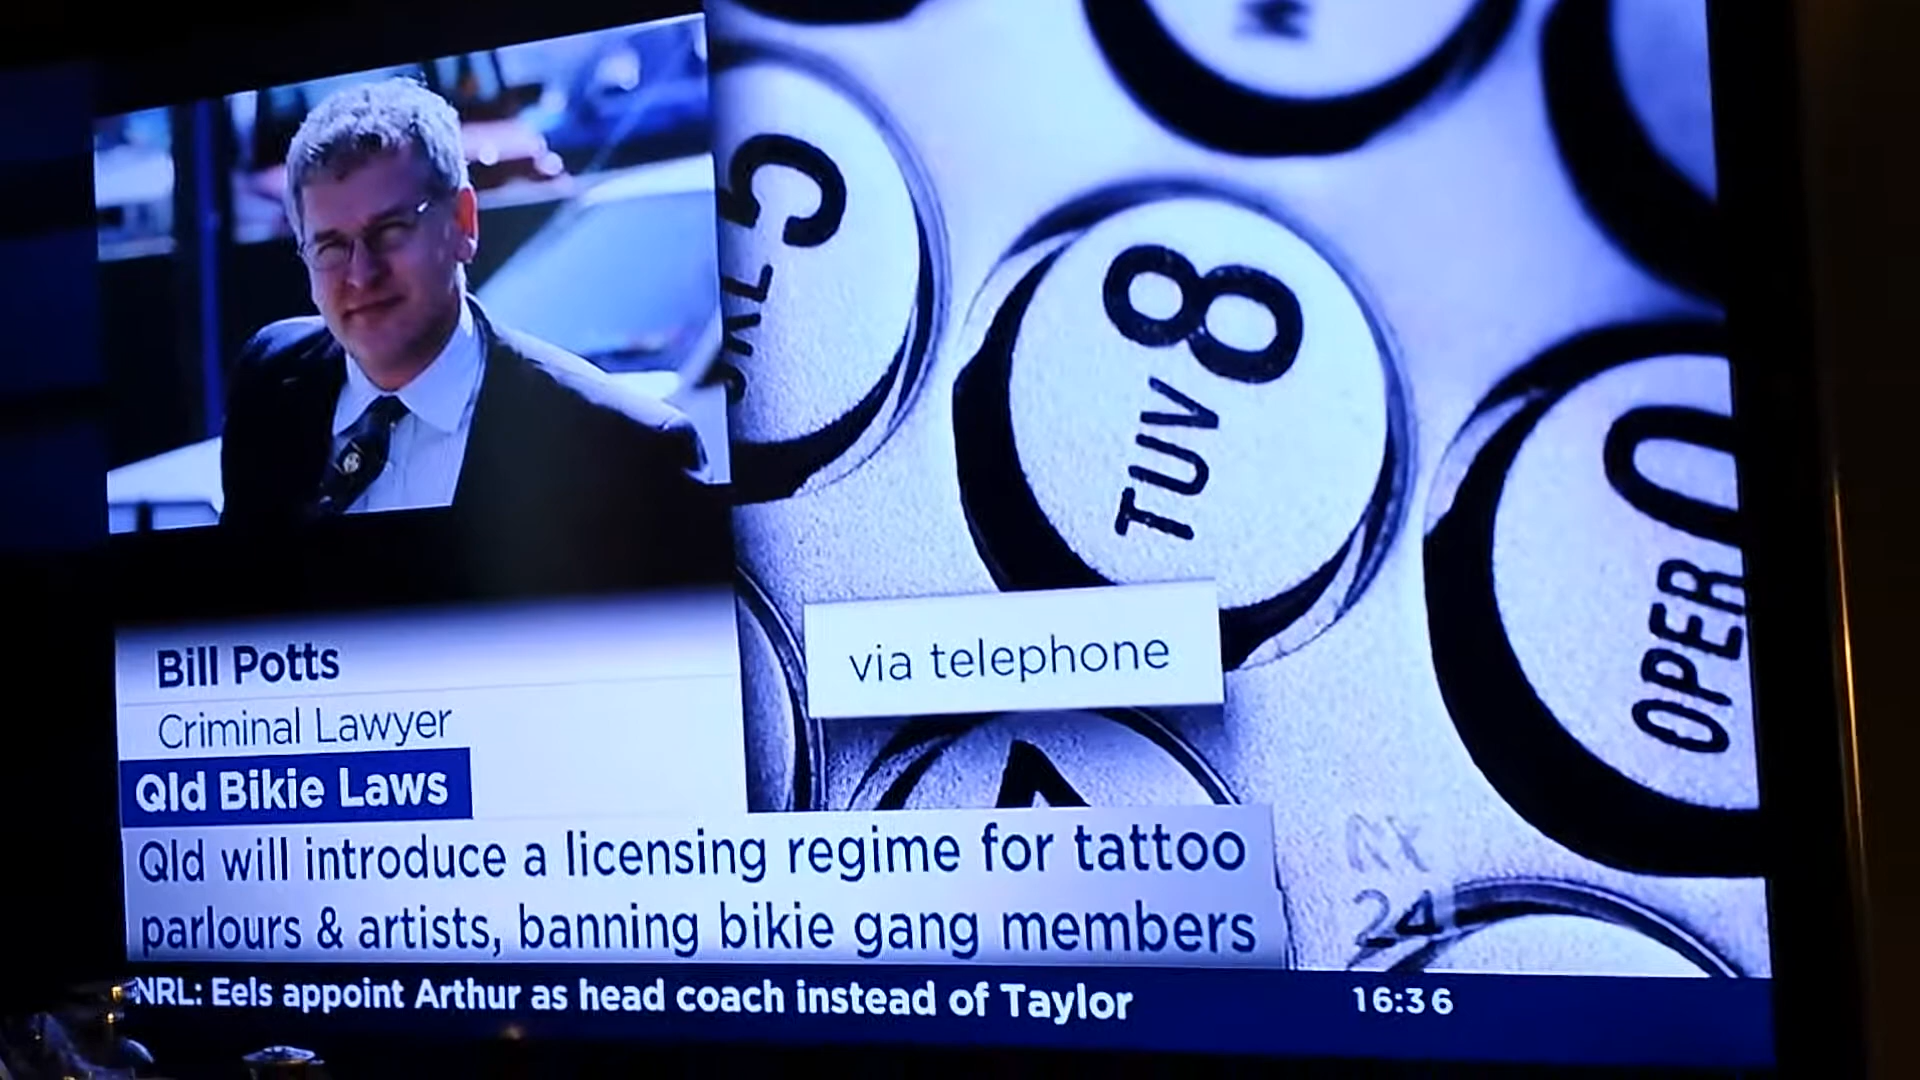 5
JKL
8
TUV
0
OPER
via telephone
Bill Potts
Criminal Lawyer
Qld Bikie Laws
Qld will introduce a licensing regime for tattoo
parlours & artists, banning bikie gang members
24
NRL: Eels appoint Arthur as head coach instead of Taylor
16:36